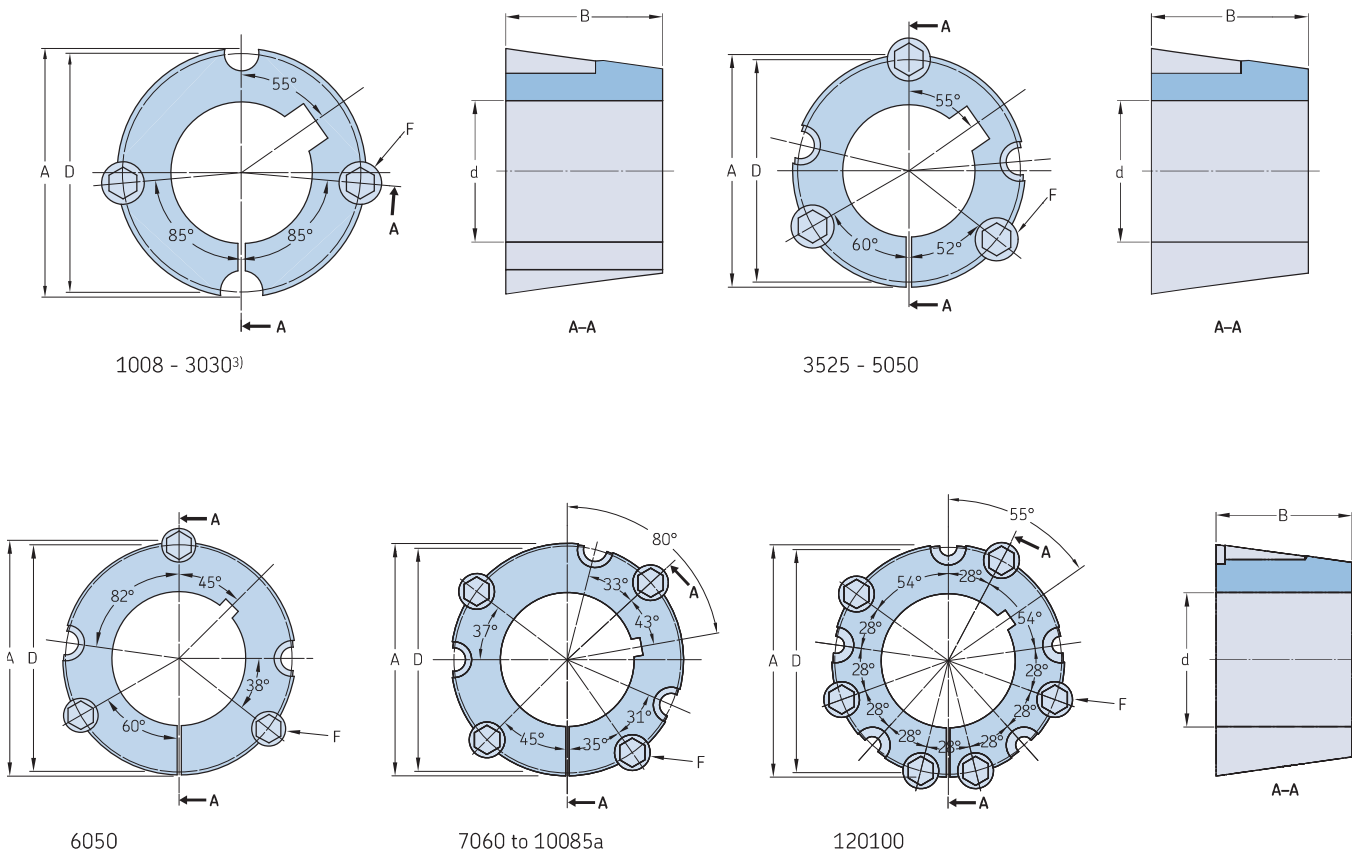 A
D
55°
F
A
85°
85°
A
1008 - 3030³⁾
B
d
A–A
A
A
D
55°
F
60°
52°
A
3525 - 5050
B
d
A–A
A
A
D
82°
45°
38°
60°
F
A
6050
A
D
80°
33°
A
43°
37°
31°
45°
35°
F
A
7060 to 10085a
55°
A
A
D
54°
28°
54°
28°
28°
28°
28°
28°
28°
28°
28°
F
A
120100
B
d
A–A